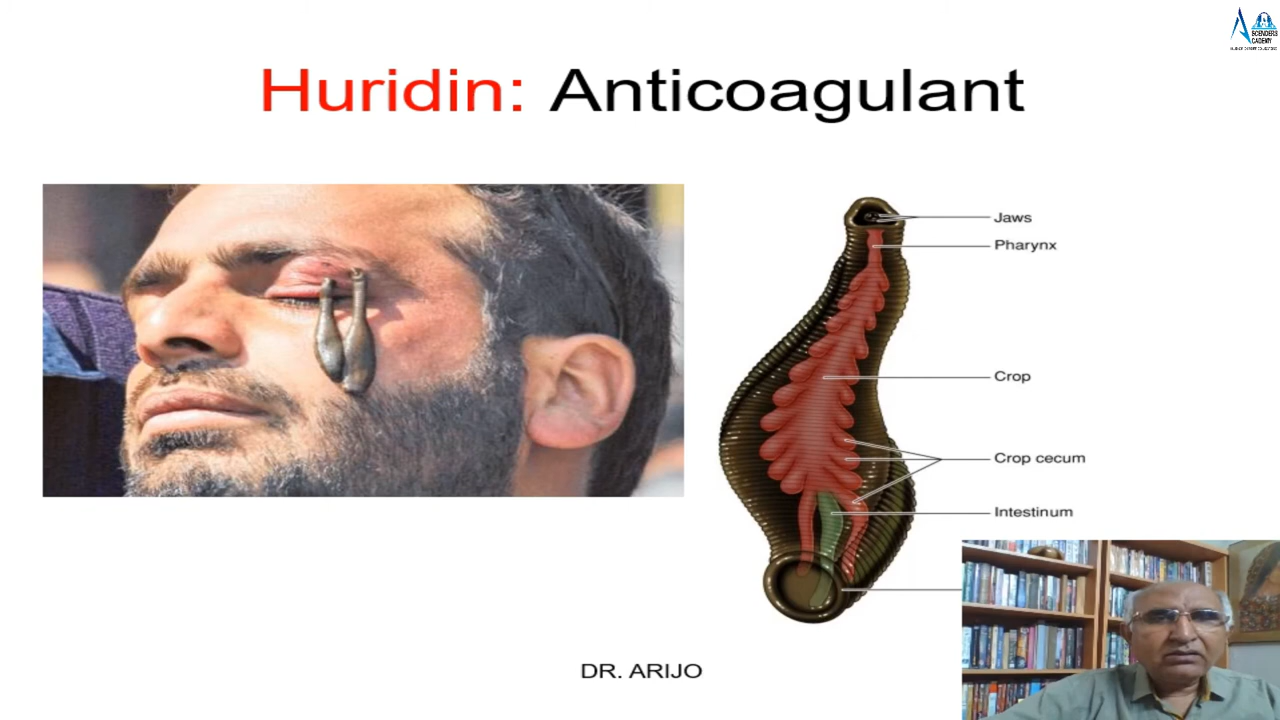 Huridin: Anticoagulant
Jaws
Pharynx
Crop
Crop cecum
Intestinum
DR. ARIJO